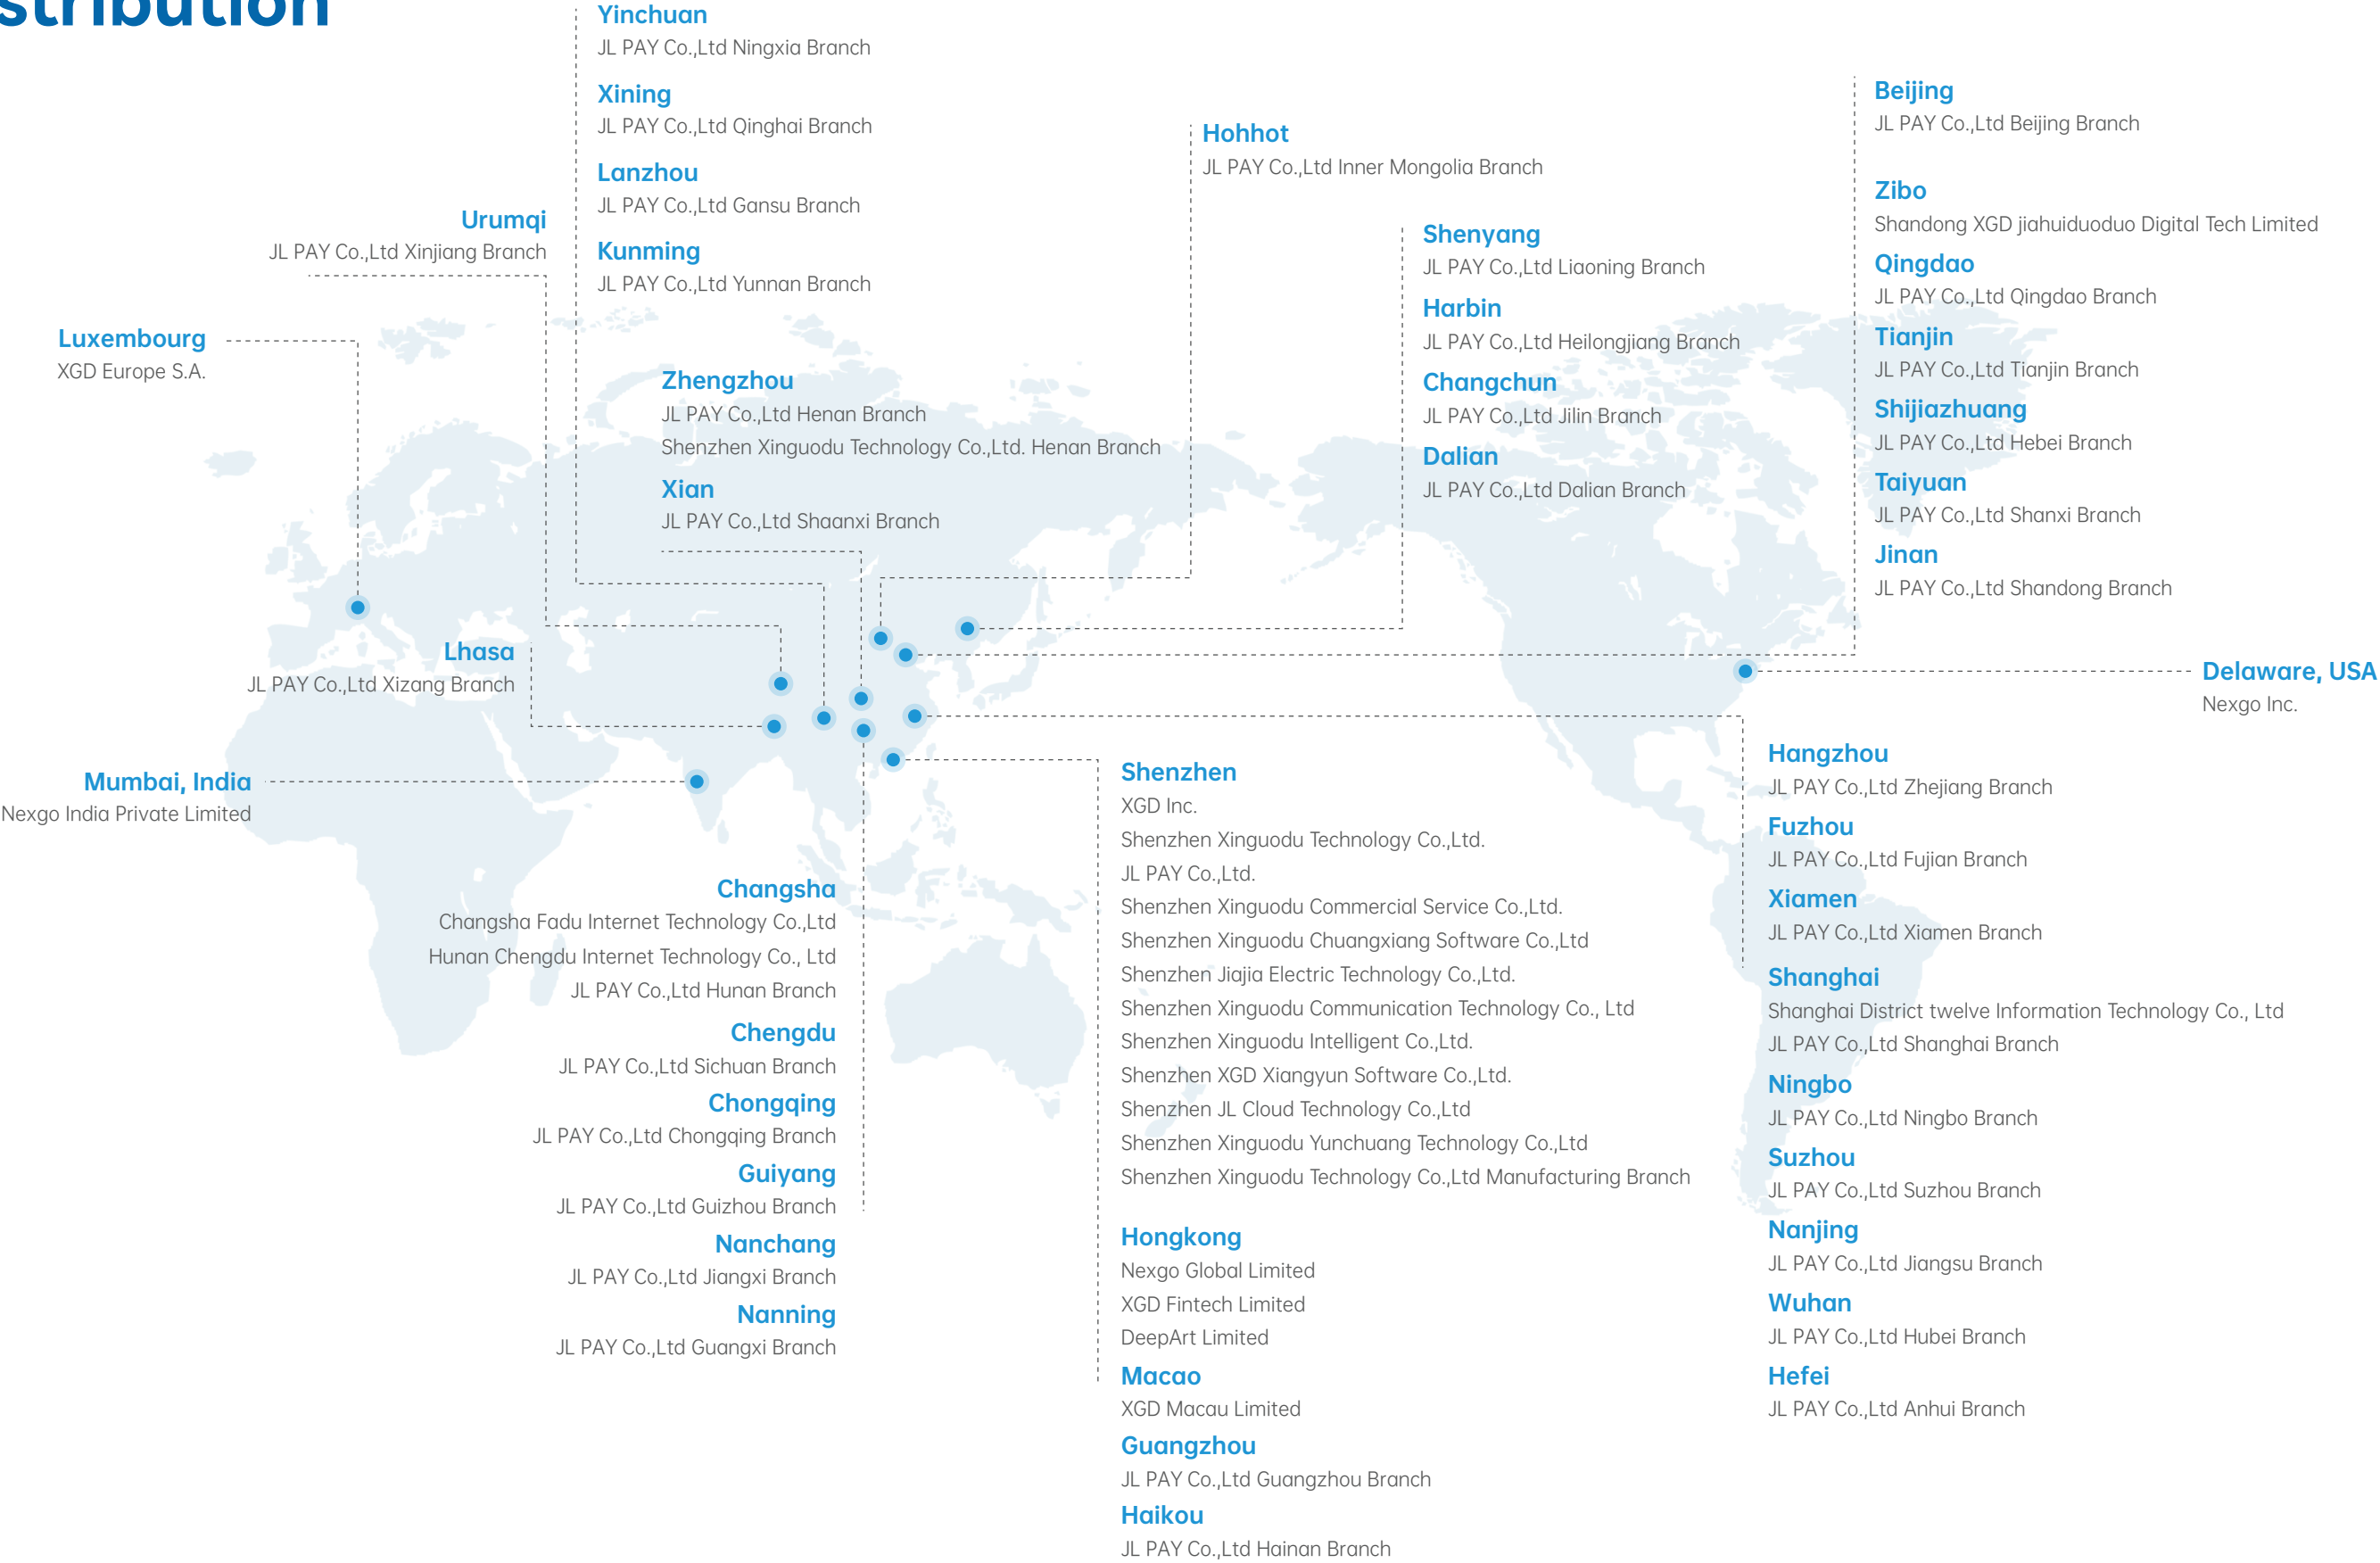 stribution
Yinchuan
JL PAY Co.,Ltd Ningxia Branch
Xining
JL PAY Co.,Ltd Qinghai Branch
Lanzhou
JL PAY Co.,Ltd Gansu Branch
Kunming
JL PAY Co.,Ltd Yunnan Branch
Urumqi
JL PAY Co.,Ltd Xinjiang Branch
Luxembourg
XGD Europe S.A.
Zhengzhou
JL PAY Co.,Ltd Henan Branch
Shenzhen Xinguodu Technology Co.,Ltd. Henan Branch
Xian
JL PAY Co.,Ltd Shaanxi Branch
Hohhot
JL PAY Co.,Ltd Inner Mongolia Branch
Shenyang
JL PAY Co.,Ltd Liaoning Branch
Harbin
JL PAY Co.,Ltd Heilongjiang Branch
Changchun
JL PAY Co.,Ltd Jilin Branch
Dalian
JL PAY Co.,Ltd Dalian Branch
Beijing
JL PAY Co.,Ltd Beijing Branch
Zibo
Shandong XGD jiahuiduoduo Digital Tech Limited
Qingdao
JL PAY Co.,Ltd Qingdao Branch
Tianjin
JL PAY Co.,Ltd Tianjin Branch
Shijiazhuang
JL PAY Co.,Ltd Hebei Branch
Taiyuan
JL PAY Co.,Ltd Shanxi Branch
Jinan
JL PAY Co.,Ltd Shandong Branch
Lhasa
JL PAY Co.,Ltd Xizang Branch
Delaware, USA
Nexgo Inc.
Mumbai, India
Nexgo India Private Limited
Changsha
Changsha Fadu Internet Technology Co.,Ltd
Hunan Chengdu Internet Technology Co., Ltd
JL PAY Co.,Ltd Hunan Branch
Chengdu
JL PAY Co.,Ltd Sichuan Branch
Chongqing
JL PAY Co.,Ltd Chongqing Branch
Guiyang
JL PAY Co.,Ltd Guizhou Branch
Nanchang
JL PAY Co.,Ltd Jiangxi Branch
Nanning
JL PAY Co.,Ltd Guangxi Branch
Shenzhen
XGD Inc.
Shenzhen Xinguodu Technology Co.,Ltd.
JL PAY Co.,Ltd.
Shenzhen Xinguodu Commercial Service Co.,Ltd.
Shenzhen Xinguodu Chuangxiang Software Co.,Ltd
Shenzhen Jiajia Electric Technology Co.,Ltd.
Shenzhen Xinguodu Communication Technology Co., Ltd
Shenzhen Xinguodu Intelligent Co.,Ltd.
Shenzhen XGD Xiangyun Software Co.,Ltd.
Shenzhen JL Cloud Technology Co.,Ltd
Shenzhen Xinguodu Yunchuang Technology Co.,Ltd
Shenzhen Xinguodu Technology Co.,Ltd Manufacturing Branch
Hongkong
Nexgo Global Limited
XGD Fintech Limited
DeepArt Limited
Macao
XGD Macau Limited
Guangzhou
JL PAY Co.,Ltd Guangzhou Branch
Haikou
JL PAY Co.,Ltd Hainan Branch
Hangzhou
JL PAY Co.,Ltd Zhejiang Branch
Fuzhou
JL PAY Co.,Ltd Fujian Branch
Xiamen
JL PAY Co.,Ltd Xiamen Branch
Shanghai
Shanghai District twelve Information Technology Co., Ltd
JL PAY Co.,Ltd Shanghai Branch
Ningbo
JL PAY Co.,Ltd Ningbo Branch
Suzhou
JL PAY Co.,Ltd Suzhou Branch
Nanjing
JL PAY Co.,Ltd Jiangsu Branch
Wuhan
JL PAY Co.,Ltd Hubei Branch
Hefei
JL PAY Co.,Ltd Anhui Branch